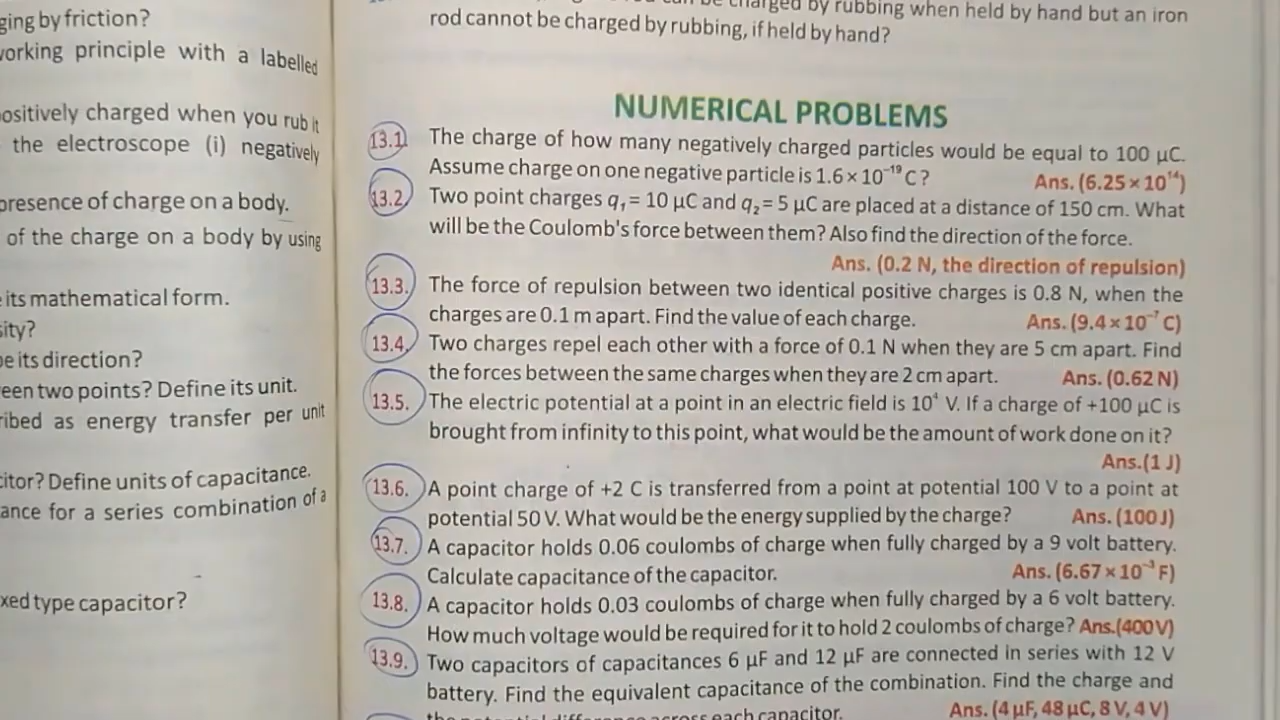 ging by friction?
working principle with a labelled
ositively charged when you rub it
the electroscope (i) negatively
presence of charge on a body.
of the charge on a body by using
its mathematical form.
sity?
be its direction?
een two points? Define its unit.
ribed as energy transfer per unit
citor? Define units of capacitance.
ance for a series combination of a
xed type capacitor?
charged by rubbing when held by hand but an iron
rod cannot be charged by rubbing, if held by hand?
NUMERICAL PROBLEMS
13.1 The charge of how many negatively charged particles would be equal to 100 µC.
Assume charge on one negative particle is 1.6 × 10⁻¹⁹ C? Ans. (6.25 × 10¹⁴)
13.2 Two point charges q₁ = 10 µC and q₂ = 5 µC are placed at a distance of 150 cm. What
will be the Coulomb's force between them? Also find the direction of the force.
Ans. (0.2 N, the direction of repulsion)
13.3. The force of repulsion between two identical positive charges is 0.8 N, when the
charges are 0.1 m apart. Find the value of each charge. Ans. (9.4 × 10⁻⁷ C)
13.4. Two charges repel each other with a force of 0.1 N when they are 5 cm apart. Find
the forces between the same charges when they are 2 cm apart. Ans. (0.62 N)
13.5. The electric potential at a point in an electric field is 10⁴ V. If a charge of +100 µC is
brought from infinity to this point, what would be the amount of work done on it?
Ans.(1 J)
13.6. A point charge of +2 C is transferred from a point at potential 100 V to a point at
potential 50 V. What would be the energy supplied by the charge? Ans. (100 J)
13.7. A capacitor holds 0.06 coulombs of charge when fully charged by a 9 volt battery.
Calculate capacitance of the capacitor. Ans. (6.67 × 10⁻³ F)
13.8. A capacitor holds 0.03 coulombs of charge when fully charged by a 6 volt battery.
How much voltage would be required for it to hold 2 coulombs of charge? Ans.(400 V)
13.9. Two capacitors of capacitances 6 µF and 12 µF are connected in series with 12 V
battery. Find the equivalent capacitance of the combination. Find the charge and
the potential difference across each capacitor. Ans. (4 µF, 48 µC, 8 V, 4 V)